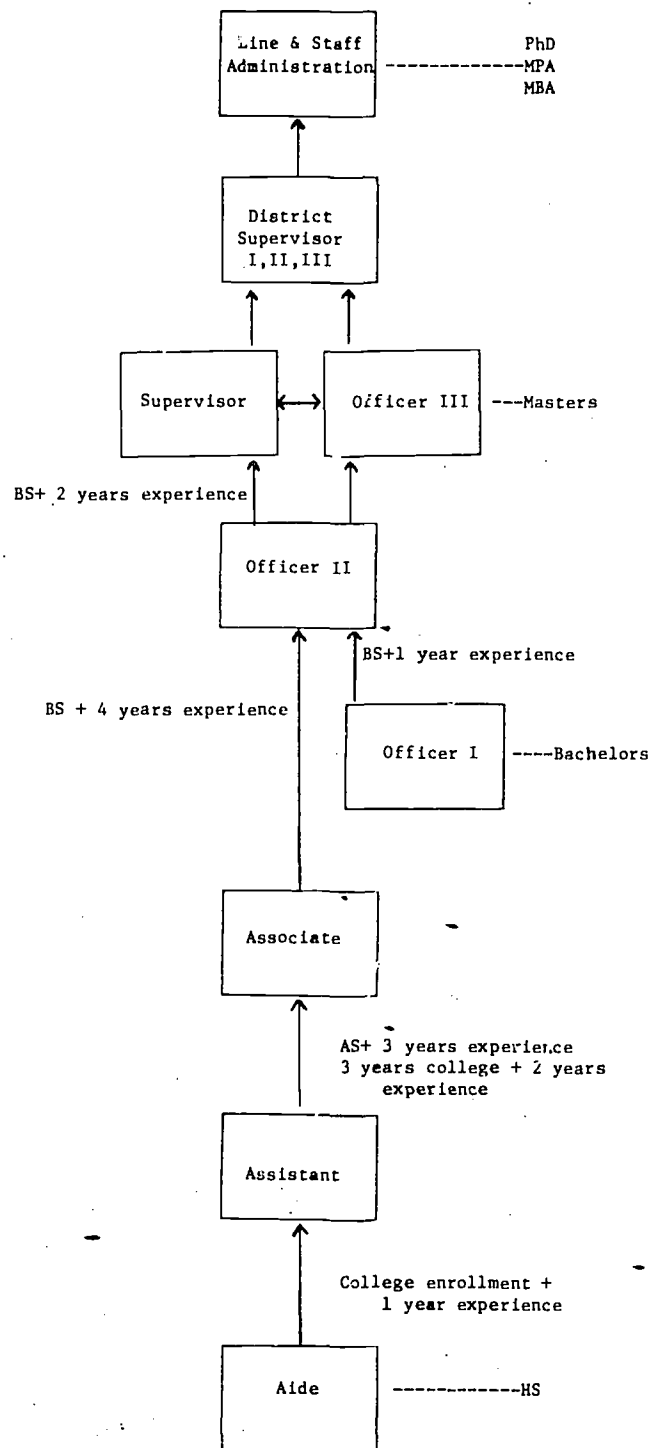 Line & Staff
Administration
PhD
MPA
MBA
District
Supervisor
I,II,III
Supervisor
Officer III
Masters
BS+ 2 years experience
Officer II
BS+1 year experience
BS + 4 years experience
Officer I
Bachelors
Associate
AS+ 3 years experience
3 years college + 2 years
experience
Assistant
College enrollment +
1 year experience
Aide
HS